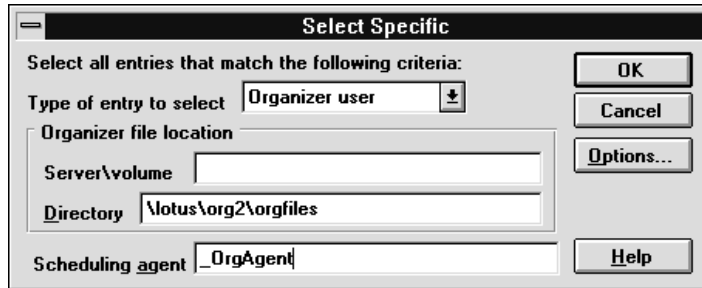 Select Specific
Select all entries that match the following criteria:
OK
Type of entry to select Organizer user
Cancel
Organizer file location
Options...
Server\volume
Directory \lotus\org2\orgfiles
Scheduling agent _OrgAgent
Help